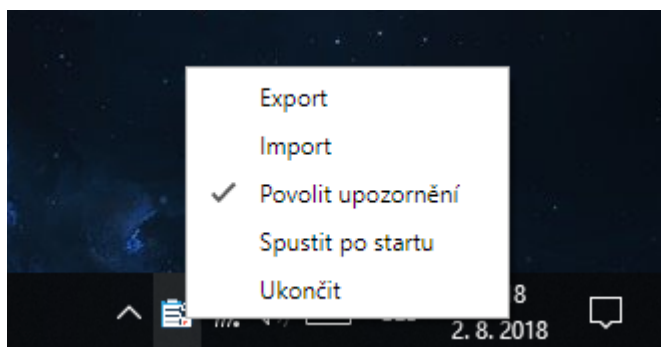 Export
Import
Povolit upozornění
Spustit po startu
Ukončit
8
2. 8. 2018